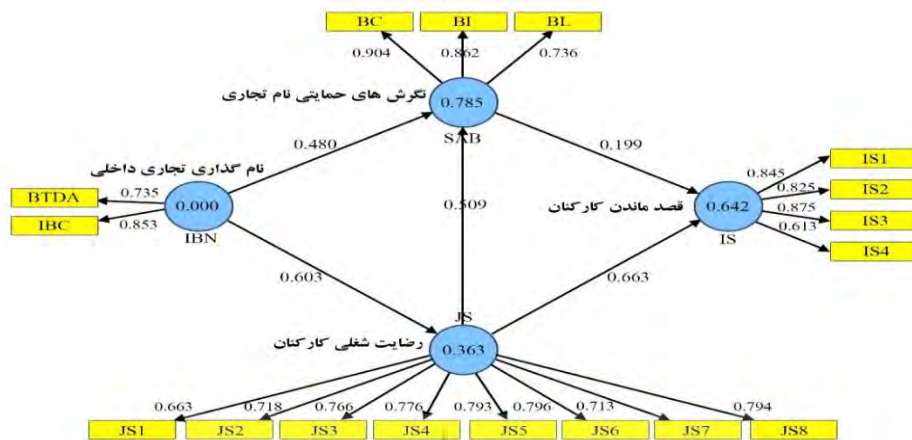 BC BI BL
0.904 0.862 0.736
نگرش های حمایتی نام تجاری
0.785
SAB
0.480 0.199
نام گذاری تجاری داخلی
BTDA 0.735
IBC 0.853
0.000
IBN
0.509
قصد ماندن کارکنان
0.642
IS
0.845 IS1
0.825 IS2
0.875 IS3
0.613 IS4
0.603 0.663
JS
رضایت شغلی کارکنان
0.363
0.663 0.718 0.766 0.776 0.793 0.796 0.713 0.794
JS1 JS2 JS3 JS4 JS5 JS6 JS7 JS8